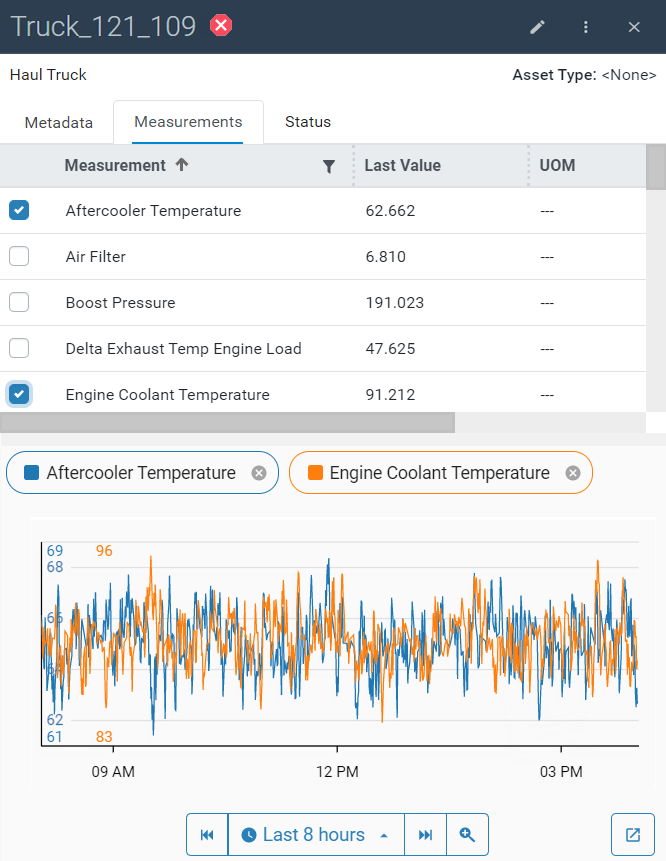 Truck_121_109
Haul Truck Asset Type: <None>
Metadata Measurements Status
Measurement Last Value UOM
Aftercooler Temperature 62.662 ---
Air Filter 6.810 ---
Boost Pressure 191.023 ---
Delta Exhaust Temp Engine Load 47.625 ---
Engine Coolant Temperature 91.212 ---
Aftercooler Temperature Engine Coolant Temperature
69 96
68
62
61 83
09 AM 12 PM 03 PM
Last 8 hours